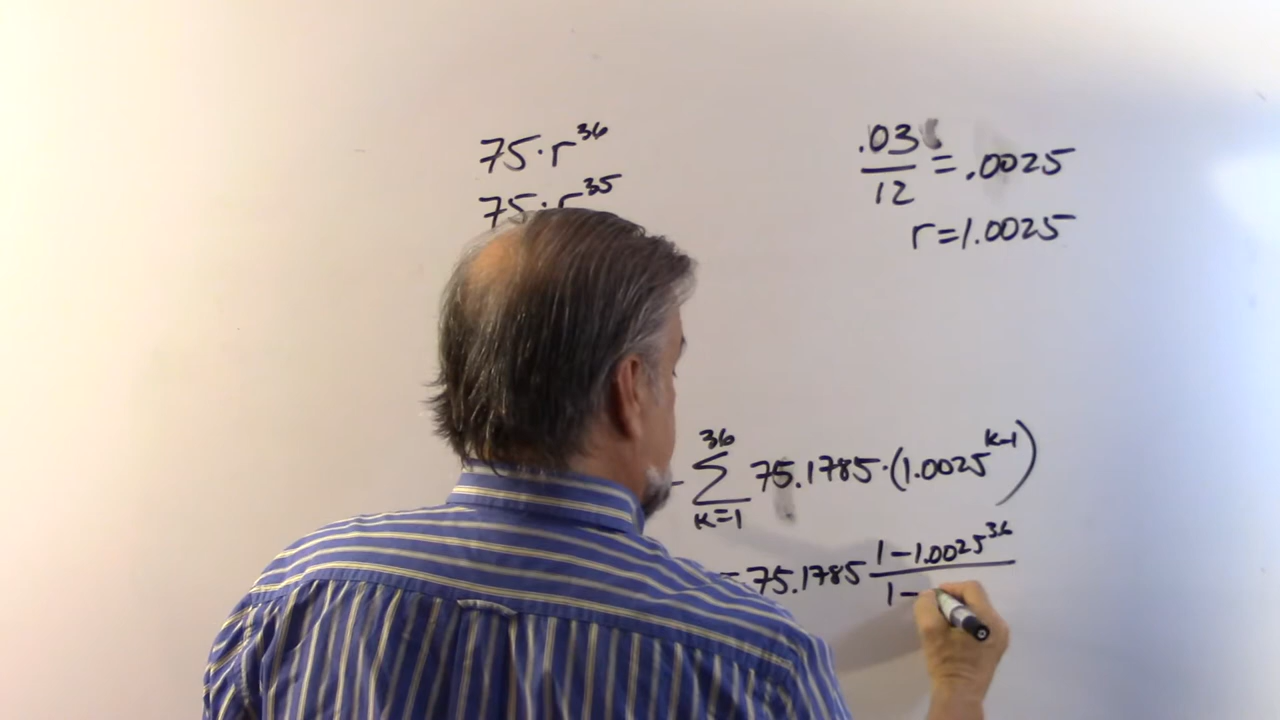 75·r³⁶
75·r³⁵
.03/12 = .0025
r=1.0025
36
∑ 75.1785·(1.0025ᵏ⁻¹)
k=1
= 75.1785 (1-1.0025³⁶)/(1-